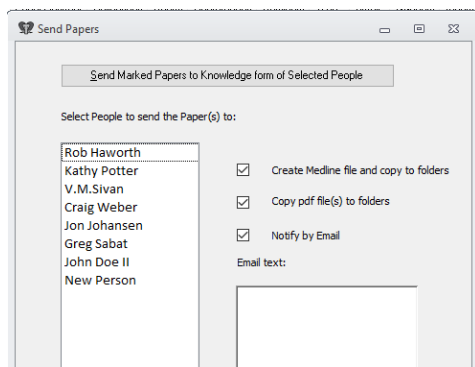 Send Papers
Send Marked Papers to Knowledge form of Selected People
Select People to send the Paper(s) to:
Rob Haworth
Kathy Potter
V.M.Sivan
Craig Weber
Jon Johansen
Greg Sabat
John Doe II
New Person
Create Medline file and copy to folders
Copy pdf file(s) to folders
Notify by Email
Email text: